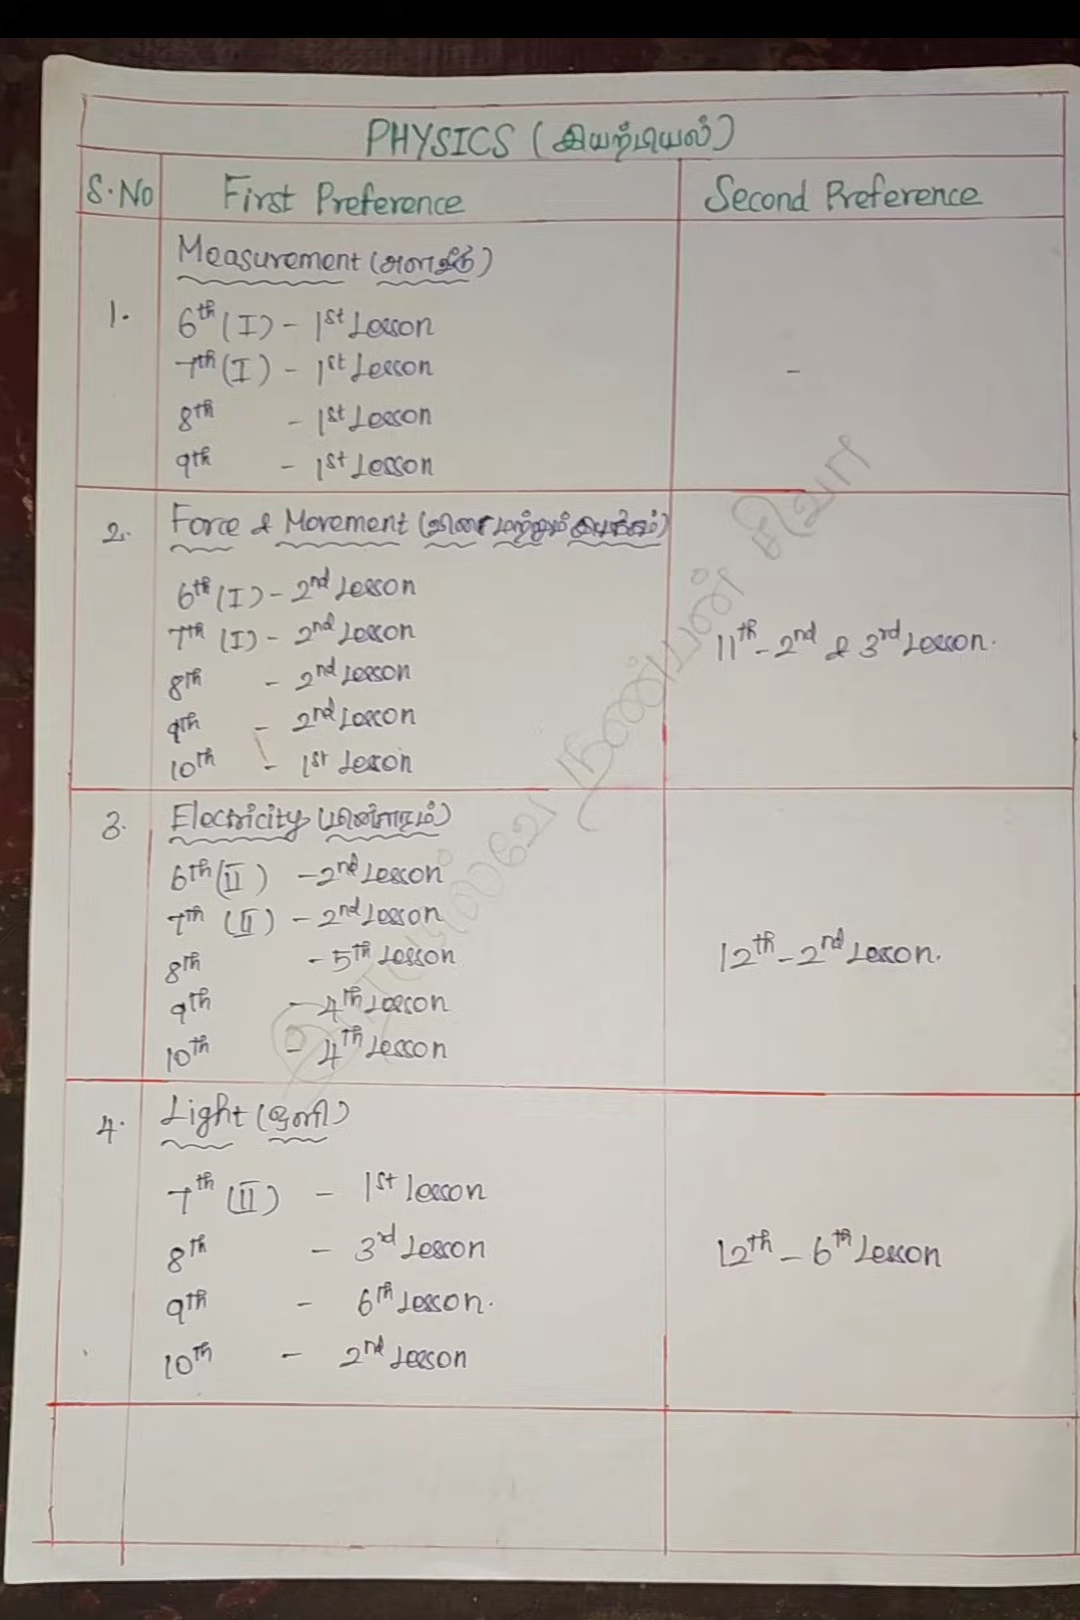 PHYSICS (இயற்பியல்)
S.No First Preference Second Preference
Measurement (அளவீடு)
1.
6th (I) - 1st Lesson
7th (I) - 1st Lesson
-
8th - 1st Lesson
9th - 1st Lesson
2. Force & Movement (விசை மற்றும் இயக்கம்)
6th (I) - 2nd Lesson
7th (I) - 2nd Lesson
11th - 2nd & 3rd Lesson.
8th - 2nd Lesson
9th - 2nd Lesson
10th - 1st Lesson
3. Electricity (மின்சாரம்)
6th (II) - 2nd Lesson
7th (II) - 2nd Lesson
8th - 5th Lesson
12th - 2nd Lesson.
9th - 4th Lesson
10th - 4th Lesson
4. Light (ஒளி)
7th (II) - 1st lesson
8th - 3rd Lesson
12th - 6th Lesson
9th - 6th Lesson.
10th - 2nd Lesson
நண்பன் சிவா